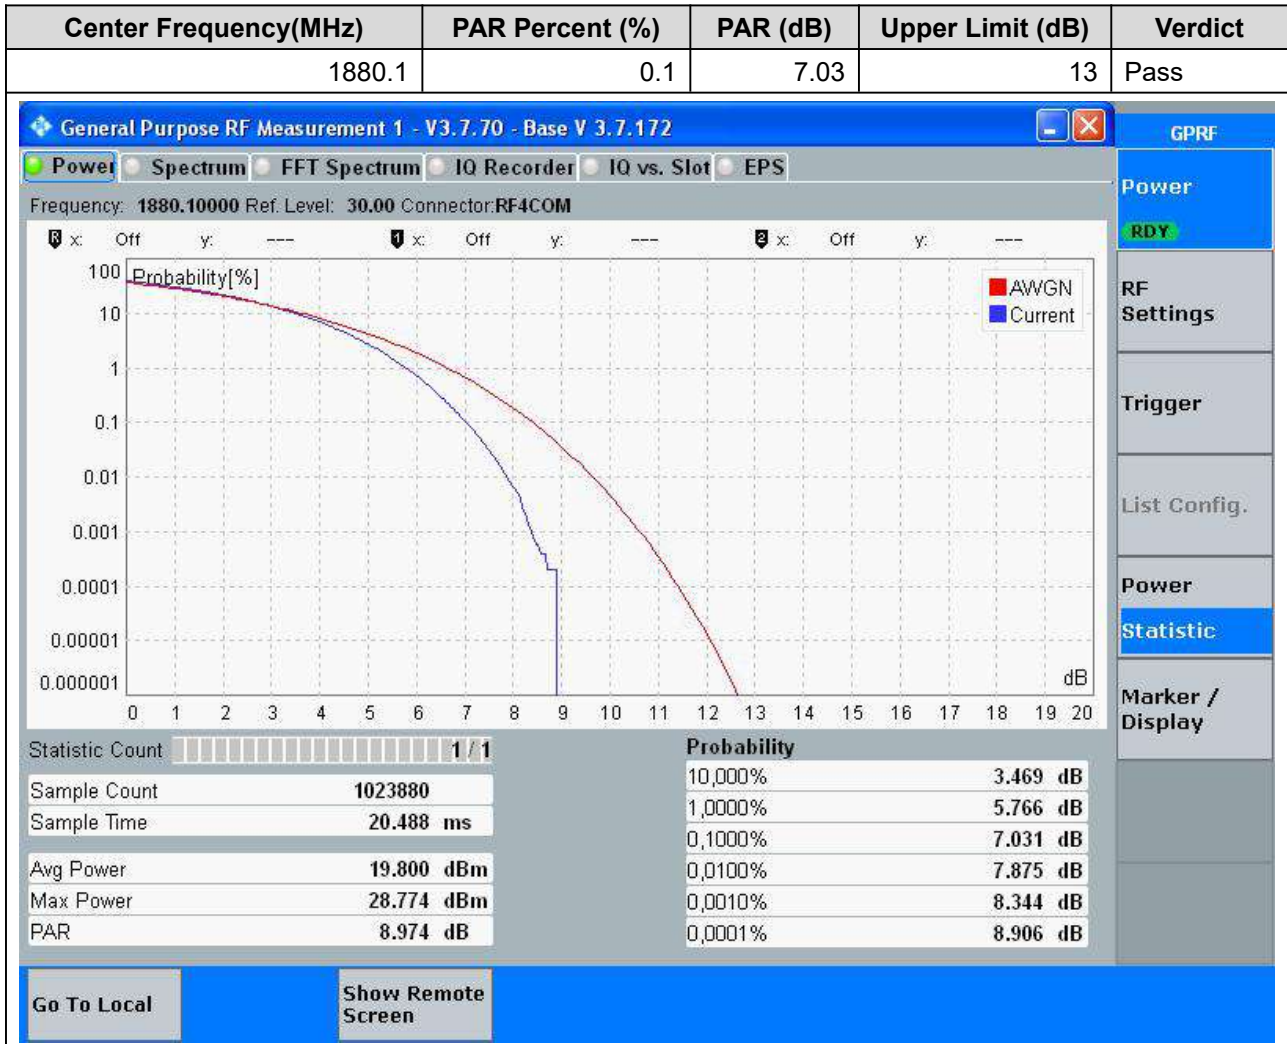 Center Frequency(MHz) PAR Percent (%) PAR (dB) Upper Limit (dB) Verdict
1880.1 0.1 7.03 13 Pass
General Purpose RF Measurement 1 - V3.7.70 - Base V 3.7.172
GPRF
Power Spectrum FFT Spectrum IQ Recorder IQ vs. Slot EPS
Frequency: 1880.10000 Ref. Level: 30.00 Connector:RF4COM
R x: Off y: --- 1 x: Off y: --- 2 x: Off y: ---
Probability[%]
AWGN
Current
100
10
1
0.1
0.01
0.001
0.0001
0.00001
0.000001
dB
0 1 2 3 4 5 6 7 8 9 10 11 12 13 14 15 16 17 18 19 20
Statistic Count 1 / 1
Sample Count 1023880
Sample Time 20.488 ms
Avg Power 19.800 dBm
Max Power 28.774 dBm
PAR 8.974 dB
Probability
10,000% 3.469 dB
1,0000% 5.766 dB
0,1000% 7.031 dB
0,0100% 7.875 dB
0,0010% 8.344 dB
0,0001% 8.906 dB
Power
RDY
RF
Settings
Trigger
List Config.
Power
Statistic
Marker /
Display
Go To Local
Show Remote
Screen